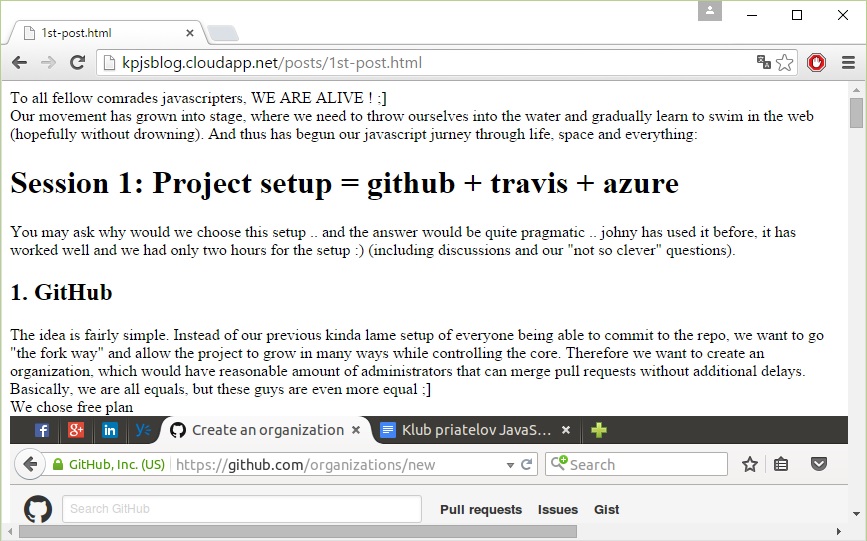 1st-post.html
kpjsblog.cloudapp.net/posts/1st-post.html
To all fellow comrades javascripters, WE ARE ALIVE ! ;]
Our movement has grown into stage, where we need to throw ourselves into the water and gradually learn to swim in the web
(hopefully without drowning). And thus has begun our javascript jurney through life, space and everything:
Session 1: Project setup = github + travis + azure
You may ask why would we choose this setup .. and the answer would be quite pragmatic .. johny has used it before, it has
worked well and we had only two hours for the setup :) (including discussions and our "not so clever" questions).
1. GitHub
The idea is fairly simple. Instead of our previous kinda lame setup of everyone being able to commit to the repo, we want to go
"the fork way" and allow the project to grow in many ways while controlling the core. Therefore we want to create an
organization, which would have reasonable amount of administrators that can merge pull requests without additional delays.
Basically, we are all equals, but these guys are even more equal ;]
We chose free plan
Create an organization Klub priatelov JavaS...
GitHub, Inc. (US) https://github.com/organizations/new Search
Search GitHub Pull requests Issues Gist